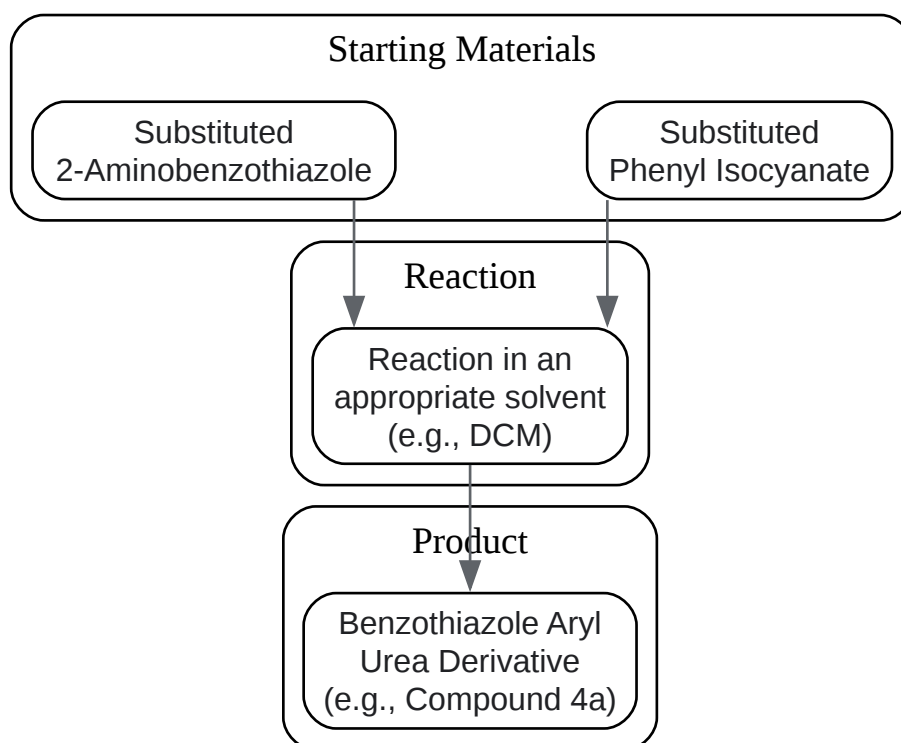 Starting Materials
Substituted
2-Aminobenzothiazole
Substituted
Phenyl Isocyanate
Reaction
Reaction in an
appropriate solvent
(e.g., DCM)
Product
Benzothiazole Aryl
Urea Derivative
(e.g., Compound 4a)